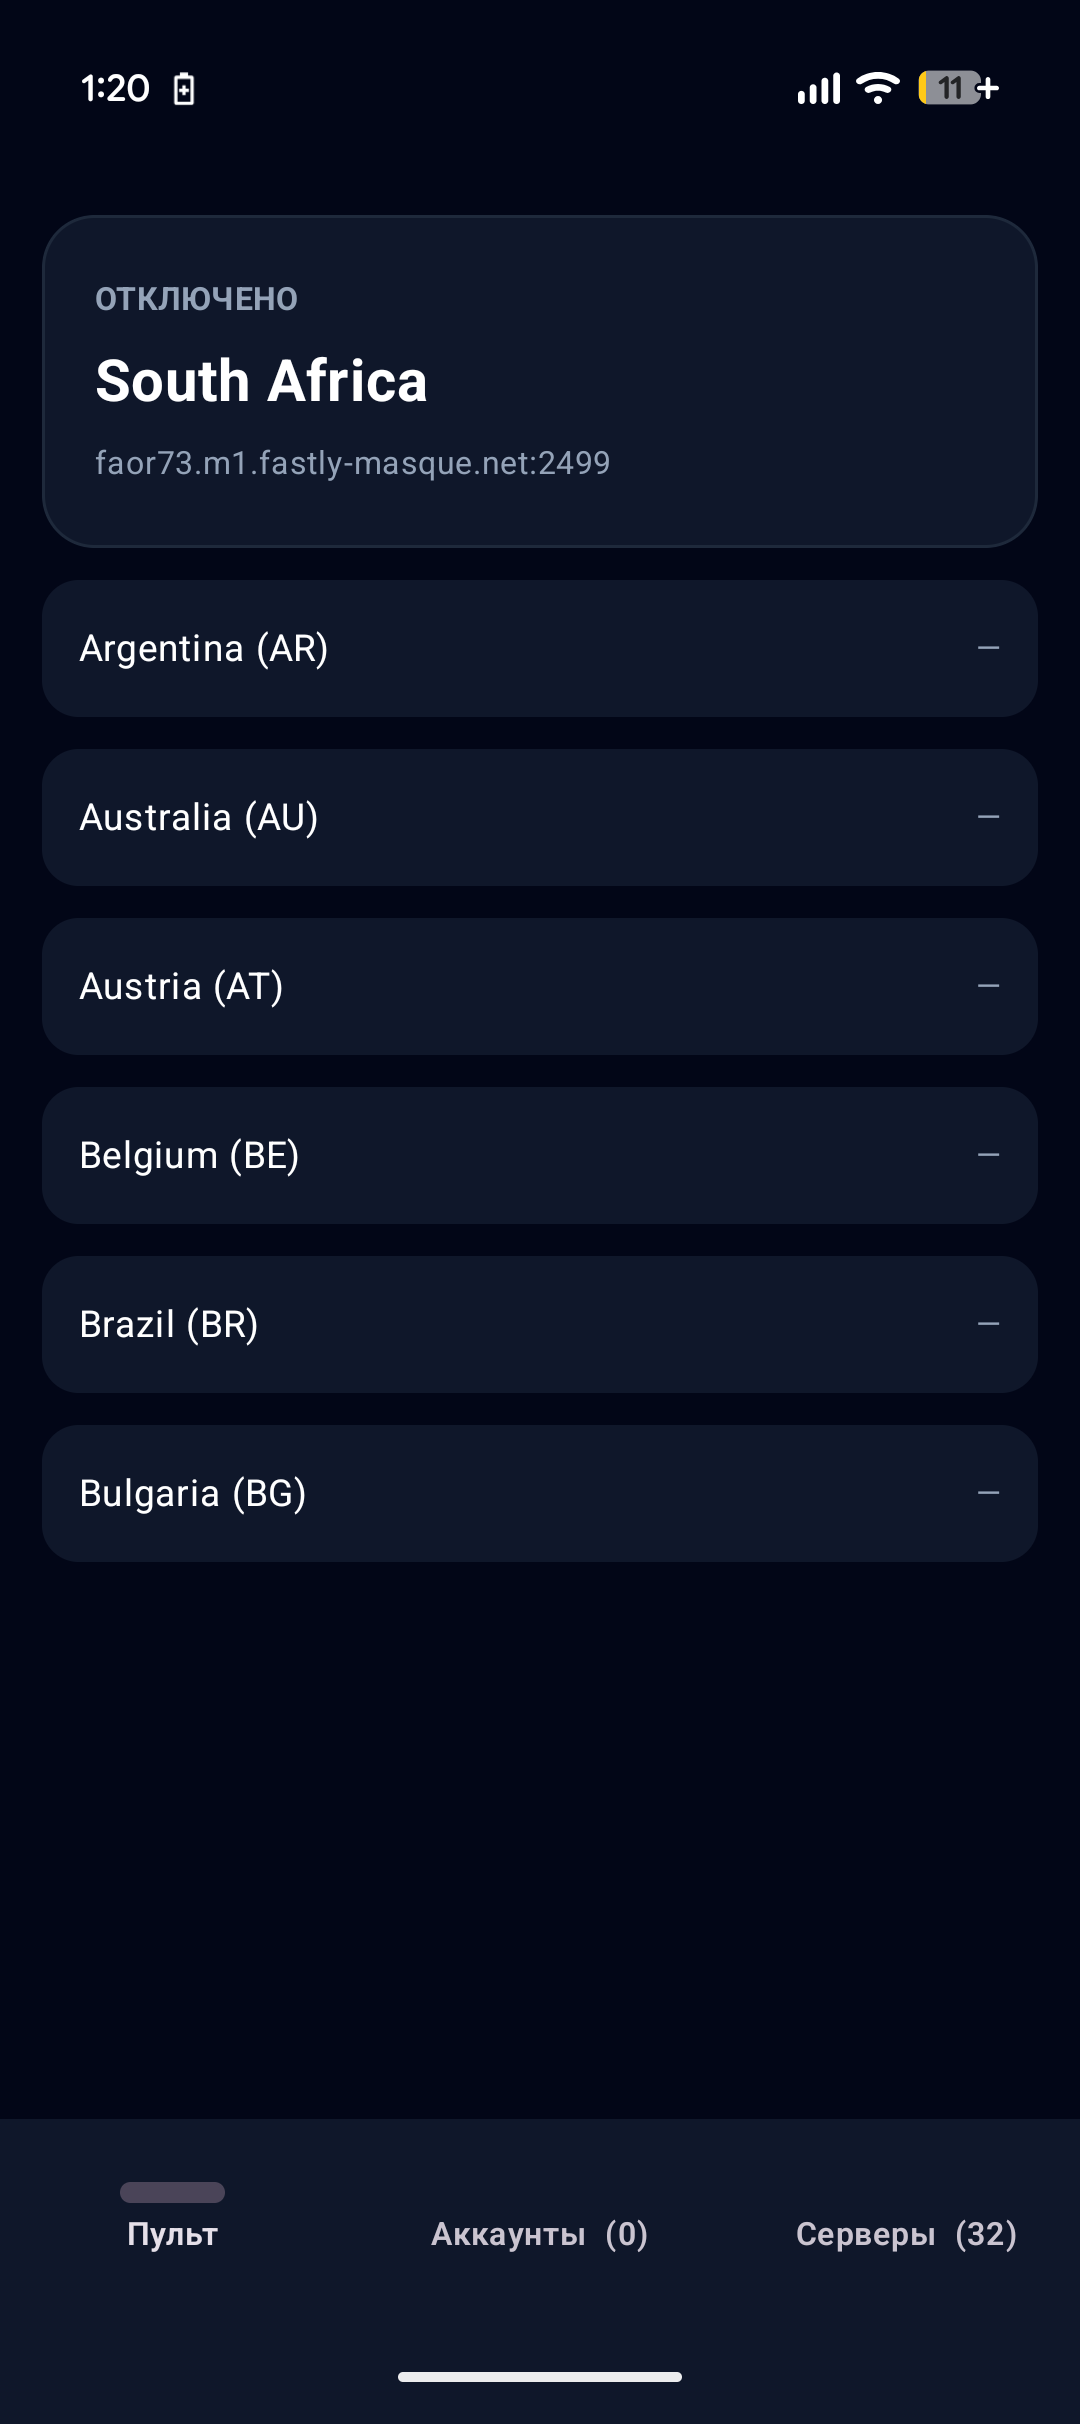 1:20
11
ОТКЛЮЧЕНО
South Africa
faor73.m1.fastly-masque.net:2499
Argentina (AR) —
Australia (AU) —
Austria (AT) —
Belgium (BE) —
Brazil (BR) —
Bulgaria (BG) —
Пульт
Аккаунты (0)
Серверы (32)